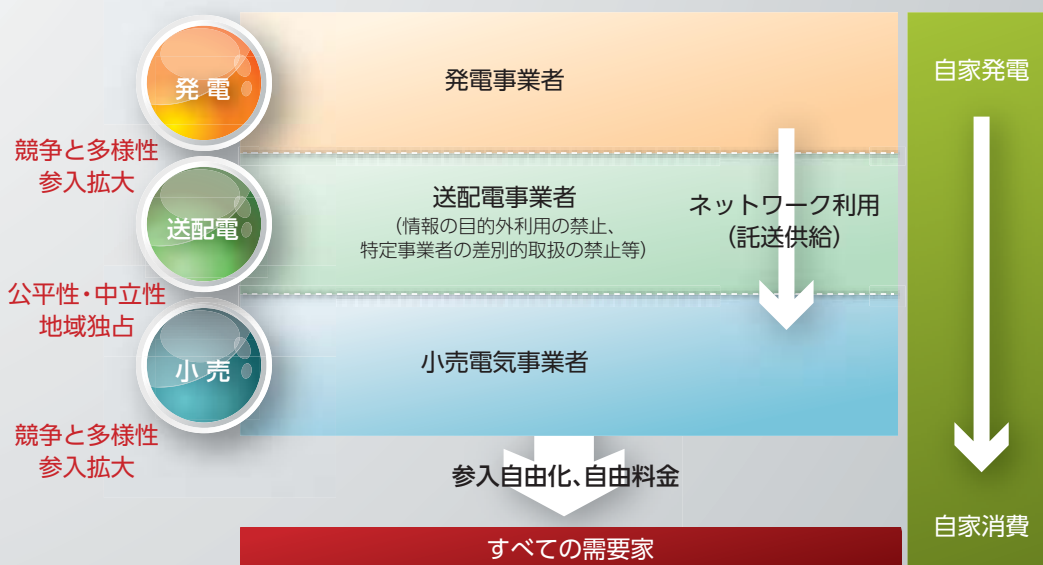 発電
発電事業者
自家発電
競争と多様性
参入拡大
送配電
送配電事業者
（情報の目的外利用の禁止、
特定事業者の差別的取扱の禁止等）
ネットワーク利用
（託送供給）
公平性・中立性
地域独占
小売
小売電気事業者
競争と多様性
参入拡大
参入自由化、自由料金
自家消費
すべての需要家